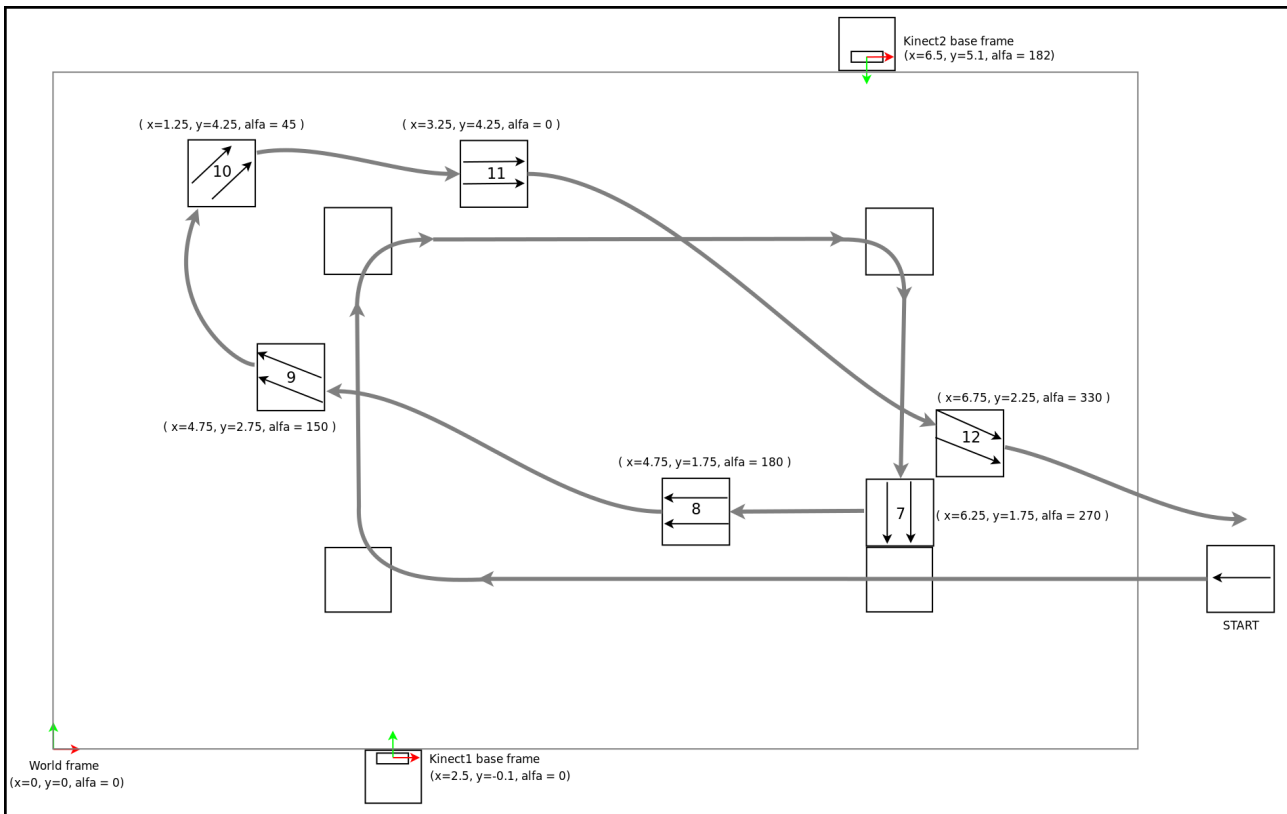 Kinect2 base frame
(x=6.5, y=5.1, alfa = 182)
( x=1.25, y=4.25, alfa = 45 )
( x=3.25, y=4.25, alfa = 0 )
10
11
9
( x=6.75, y=2.25, alfa = 330 )
( x=4.75, y=2.75, alfa = 150 )
12
( x=4.75, y=1.75, alfa = 180 )
8
7
( x=6.25, y=1.75, alfa = 270 )
START
World frame
(x=0, y=0, alfa = 0)
Kinect1 base frame
(x=2.5, y=-0.1, alfa = 0)